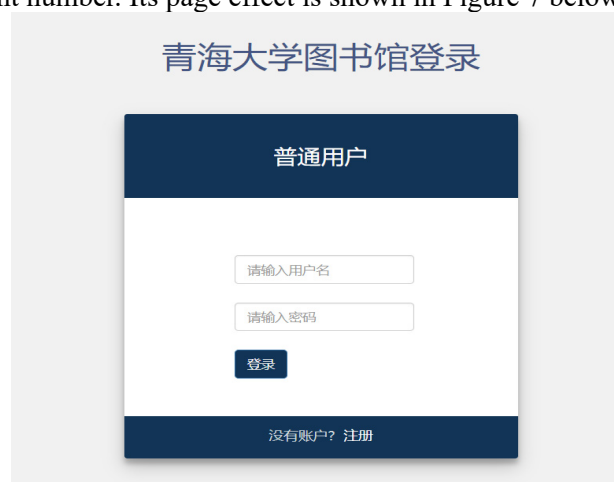 nt number. Its page effect is shown in Figure 7 below
青海大学图书馆登录
普通用户
请输入用户名
请输入密码
登录
没有账户? 注册